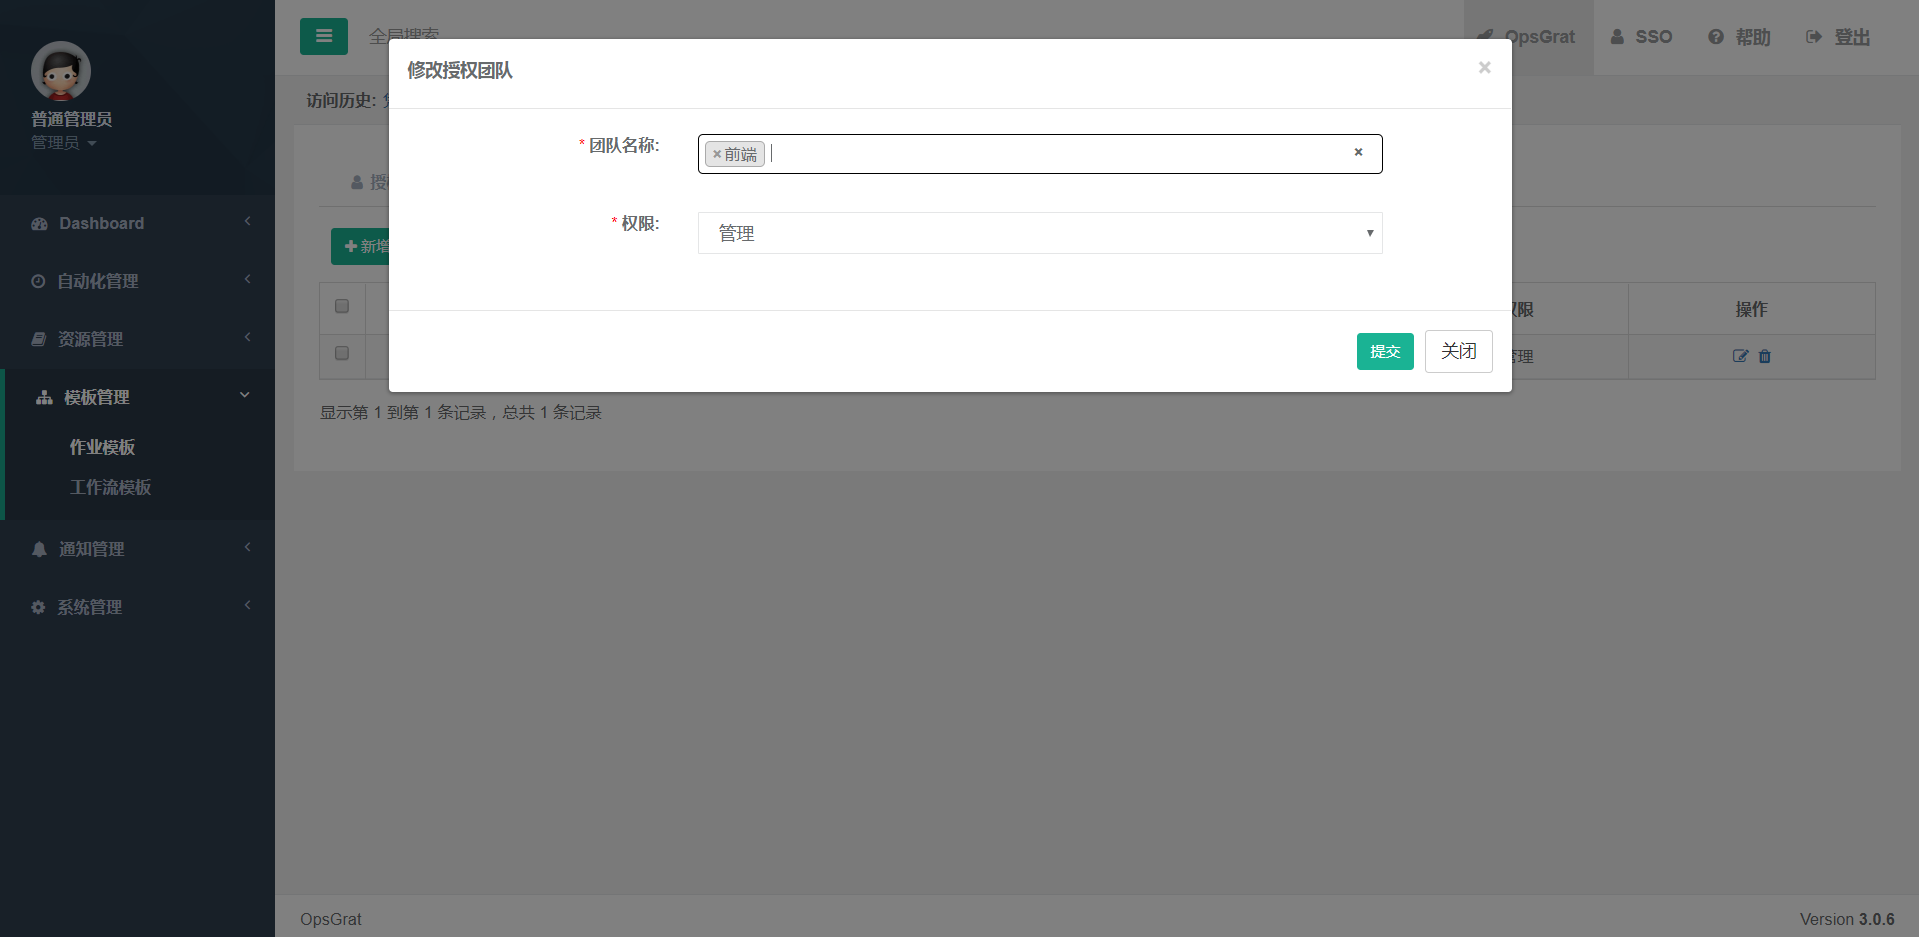 普通管理员
管理员
Dashboard
自动化管理
资源管理
模板管理
作业模板
工作流模板
通知管理
系统管理
全局搜索
OpsGrat
SSO
帮助
登出
访问历史:
修改授权团队
×
* 团队名称:
×前端
×
* 权限:
管理
提交
关闭
新增
操作
显示第 1 到第 1 条记录，总共 1 条记录
OpsGrat
Version 3.0.6